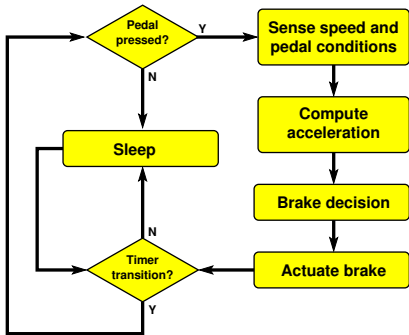 Pedal
pressed?
Y
N
Sense speed and
pedal conditions
Compute
acceleration
Sleep
Brake decision
N
Timer
transition?
Y
Actuate brake